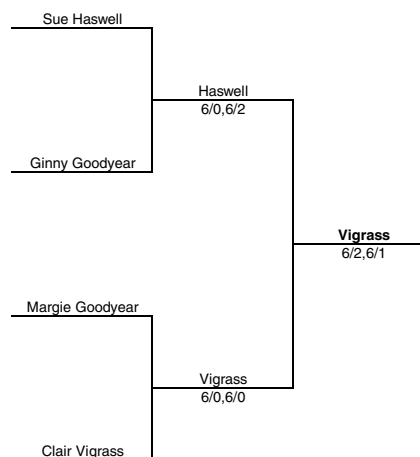 Sue Haswell
Haswell
6/0,6/2
Ginny Goodyear
Vigrass
6/2,6/1
Margie Goodyear
Vigrass
6/0,6/0
Clair Vigrass